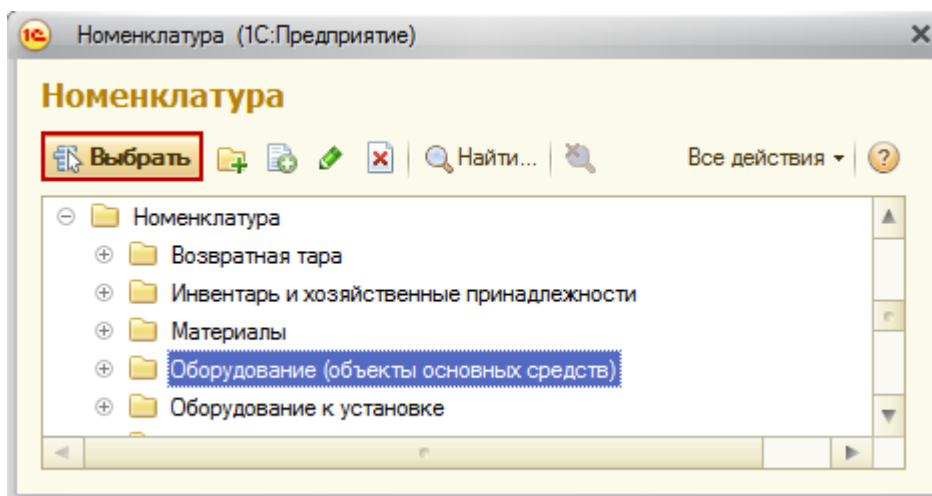 1С Номенклатура (1С:Предприятие)
Номенклатура
Выбрать Найти... Все действия ?
Номенклатура
Возвратная тара
Инвентарь и хозяйственные принадлежности
Материалы
Оборудование (объекты основных средств)
Оборудование к установке